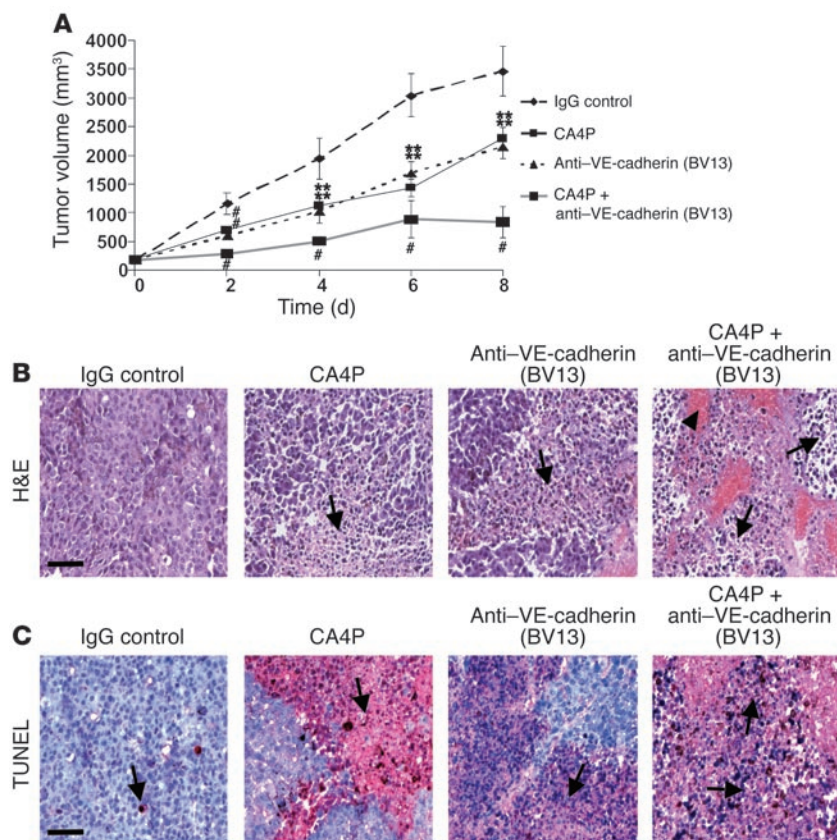 A
Tumor volume (mm³)
4000
3500
3000
2500
2000
1500
1000
500
0
0 2 4 6 8
Time (d)
** ** ** **
** ** ** **
#
#
# # # #
IgG control
CA4P
Anti–VE-cadherin (BV13)
CA4P +
anti–VE-cadherin (BV13)
B
IgG control
CA4P
Anti–VE-cadherin
(BV13)
CA4P +
anti–VE-cadherin
(BV13)
H&E
C
IgG control
CA4P
Anti–VE-cadherin
(BV13)
CA4P +
anti–VE-cadherin
(BV13)
TUNEL